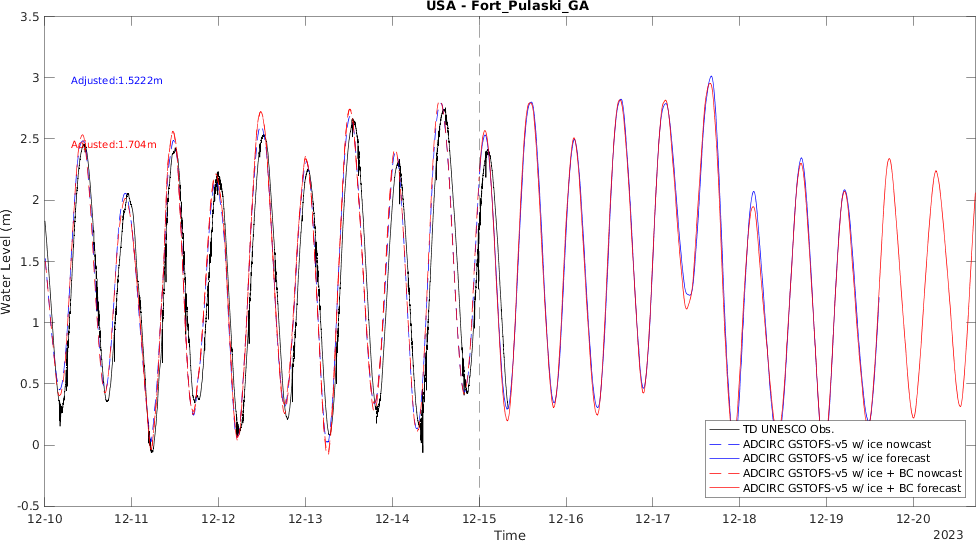 USA - Fort_Pulaski_GA
3.5
3
2.5
2
1.5
1
0.5
0
-0.5
Water Level (m)
Adjusted:1.5222m
Adjusted:1.704m
TD UNESCO Obs.
ADCIRC GSTOFS-v5 w/ ice nowcast
ADCIRC GSTOFS-v5 w/ ice forecast
ADCIRC GSTOFS-v5 w/ ice + BC nowcast
ADCIRC GSTOFS-v5 w/ ice + BC forecast
12-10 12-11 12-12 12-13 12-14 12-15 12-16 12-17 12-18 12-19 12-20
Time
2023